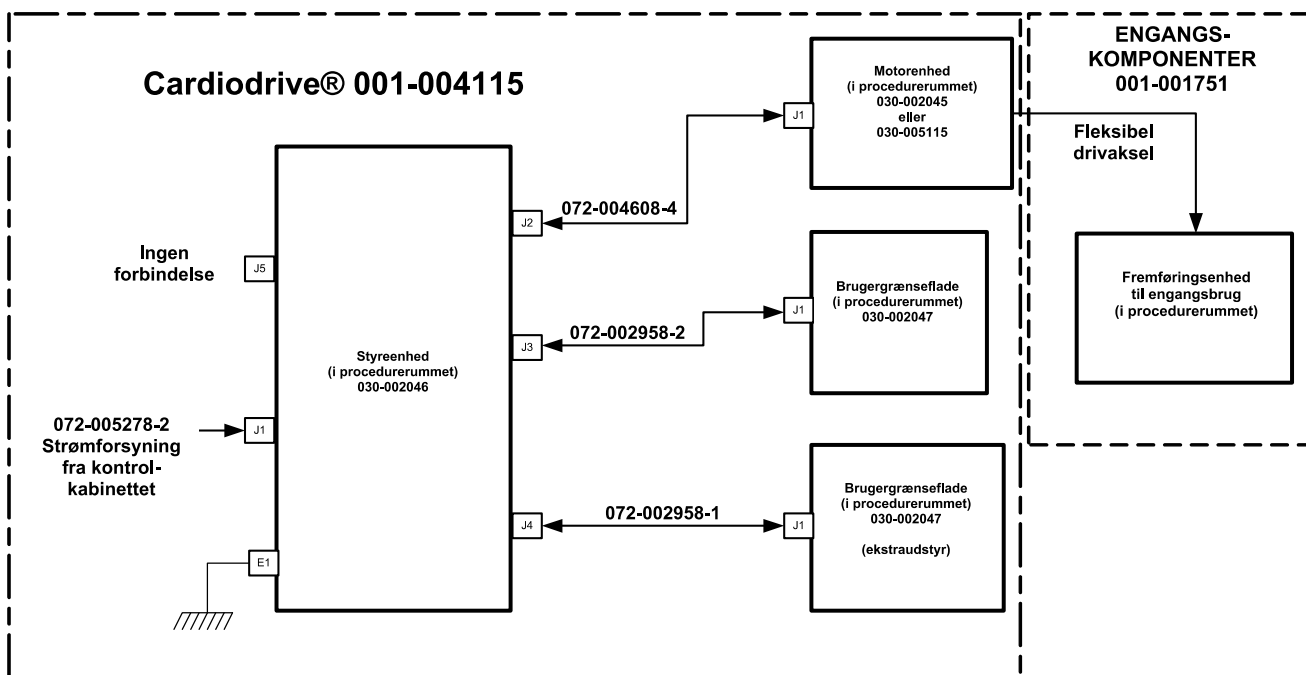 Cardiodrive® 001-004115
ENGANGS-
KOMPONENTER
001-001751
Motorenhed
(i procedurerummet)
030-002045
eller
030-005115
J1
Fleksibel
drivaksel
072-004608-4
J2
Ingen
forbindelse
J5
Brugergrænseflade
(i procedurerummet)
030-002047
J1
072-002958-2
J3
Fremføringsenhed
til engangsbrug
(i procedurerummet)
Styreenhed
(i procedurerummet)
030-002046
072-005278-2
Strømforsyning
fra kontrol-
kabinettet
J1
Brugergrænseflade
(i procedurerummet)
030-002047
(ekstraudstyr)
J1
072-002958-1
J4
E1